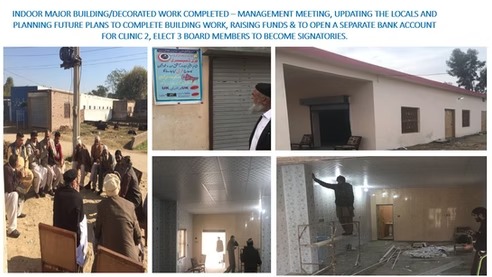 INDOOR MAJOR BUILDING/DECORATED WORK COMPLETED – MANAGEMENT MEETING, UPDATING THE LOCALS AND
PLANNING FUTURE PLANS TO COMPLETE BUILDING WORK, RAISING FUNDS & TO OPEN A SEPARATE BANK ACCOUNT
FOR CLINIC 2, ELECT 3 BOARD MEMBERS TO BECOME SIGNATORIES.